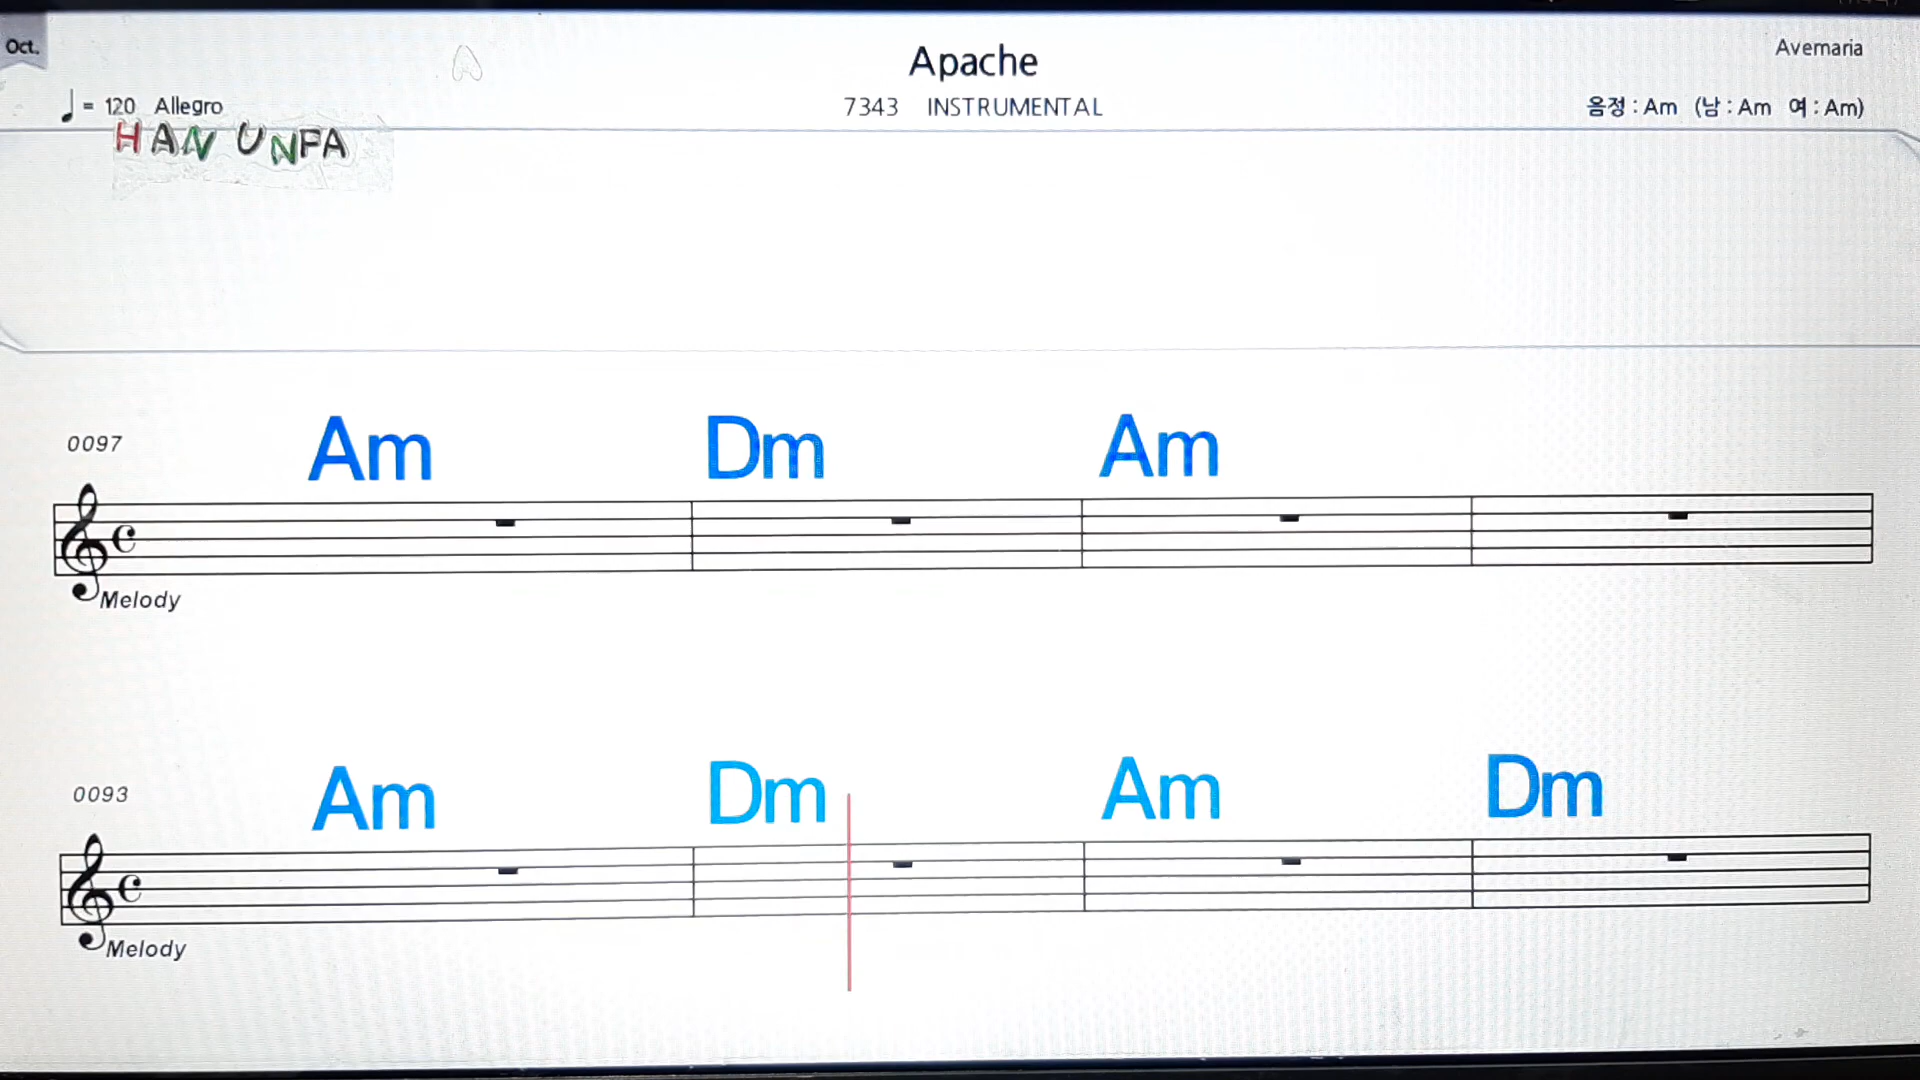 Oct.
Apache
Avemaria
= 120 Allegro
7343 INSTRUMENTAL
음정 : Am (남 : Am 여 : Am)
HAN UNFA
A
0097
Am Dm Am
Melody
0093
Am Dm Am Dm
Melody